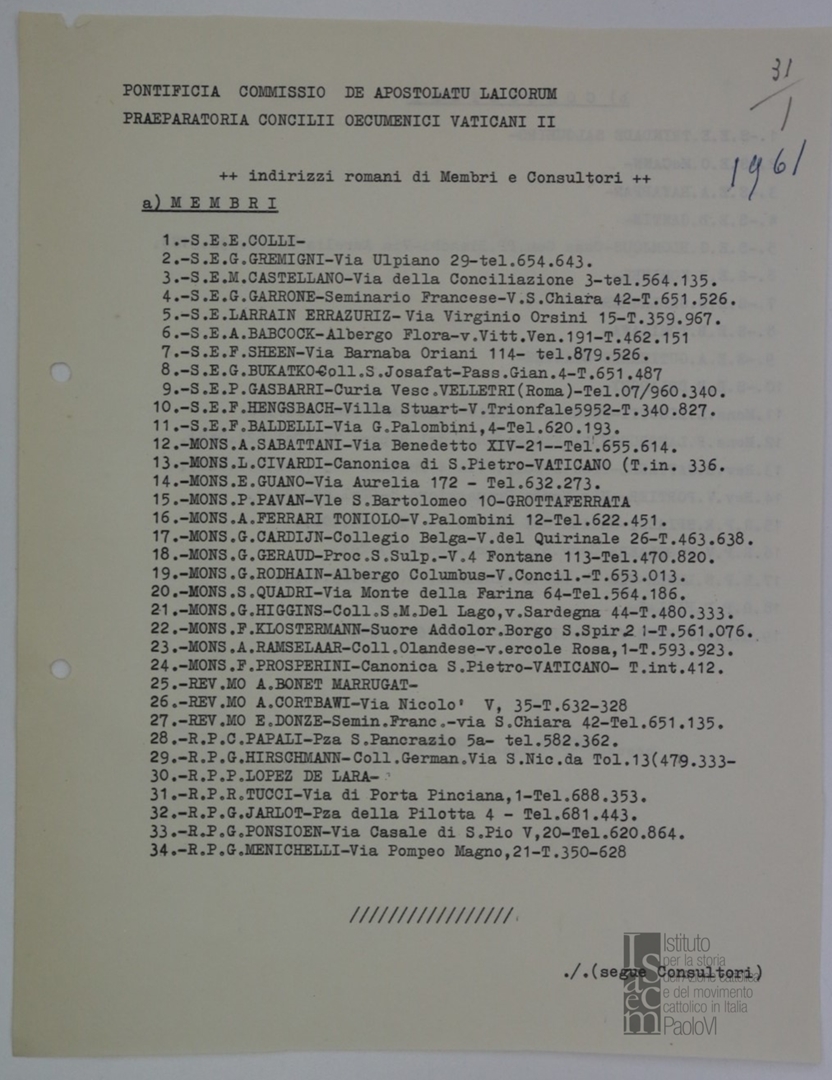 31
/
1
1961
PONTIFICIA COMMISSIO DE APOSTOLATU LAICORUM
PRAEPARATORIA CONCILII OECUMENICI VATICANI II
++ indirizzi romani di Membri e Consultori ++
a) M E M B R I
1.-S.E.E.COLLI-
2.-S.E.G.GREMIGNI-Via Ulpiano 29-tel.654.643.
3.-S.E.M.CASTELLANO-Via della Conciliazione 3-tel.564.135.
4.-S.E.G.GARRONE-Seminario Francese-V.S.Chiara 42-T.651.526.
5.-S.E.LARRAIN ERRAZURIZ-Via Virginio Orsini 15-T.359.967.
6.-S.E.A.BABCOCK-Albergo Flora-v.Vitt.Ven.191-T.462.151
7.-S.E.F.SHEEN-Via Barnaba Oriani 114- tel.879.526.
8.-S.E.G.BUKATKO-Coll.S.Josafat-Pass.Gian.4-T.651.487
9.-S.E.P.GASBARRI-Curia Vesc.VELLETRI(Roma)-Tel.07/960.340.
10.-S.E.F.HENGSBACH-Villa Stuart-V.Trionfale5952-T.340.827.
11.-S.E.F.BALDELLI-Via G.Palombini,4-Tel.620.193.
12.-MONS.A.SABATTANI-Via Benedetto XIV-21--Tel.655.614.
13.-MONS.L.CIVARDI-Canonica di S.Pietro-VATICANO (T.in. 336.
14.-MONS.E.GUANO-Via Aurelia 172 - Tel.632.273.
15.-MONS.P.PAVAN-Vle S.Bartolomeo 10-GROTTAFERRATA
16.-MONS.A.FERRARI TONIOLO-V.Palombini 12-Tel.622.451.
17.-MONS.G.CARDIJN-Collegio Belga-V.del Quirinale 26-T.463.638.
18.-MONS.G.GERAUD-Proc.S.Sulp.-V.4 Fontane 113-Tel.470.820.
19.-MONS.G.RODHAIN-Albergo Columbus-V.Concil.-T.653.013.
20.-MONS.S.QUADRI-Via Monte della Farina 64-Tel.564.186.
21.-MONS.G.HIGGINS-Coll.S.M.Del Lago,v.Sardegna 44-T.480.333.
22.-MONS.F.KLOSTERMANN-Suore Addolor.Borgo S.Spir.2 1-T.561.076.
23.-MONS.A.RAMSELAAR-Coll.Olandese-v.ercole Rosa,1-T.593.923.
24.-MONS.F.PROSPERINI-Canonica S.Pietro-VATICANO- T.int.412.
25.-REV.MO A.BONET MARRUGAT-
26.-REV.MO A.CORTBAWI-Via Nicolo' V, 35-T.632-328
27.-REV.MO E.DONZE-Semin.Franc.-via S.Chiara 42-Tel.651.135.
28.-R.P.C.PAPALI-Pza S.Pancrazio 5a- tel.582.362.
29.-R.P.G.HIRSCHMANN-Coll.German.Via S.Nic.da Tol.13(479.333-
30.-R.P.P.LOPEZ DE LARA-
31.-R.P.R.TUCCI-Via di Porta Pinciana,1-Tel.688.353.
32.-R.P.G.JARLOT-Pza della Pilotta 4 - Tel.681.443.
33.-R.P.G.PONSIOEN-Via Casale di S.Pio V,20-Tel.620.864.
34.-R.P.G.MENICHELLI-Via Pompeo Magno,21-T.350-628
/////////////////
./.(segue Consultori)
Isacem
Istituto
per la storia
dell'Azione cattolica
e del movimento
cattolico in Italia
PaoloVI